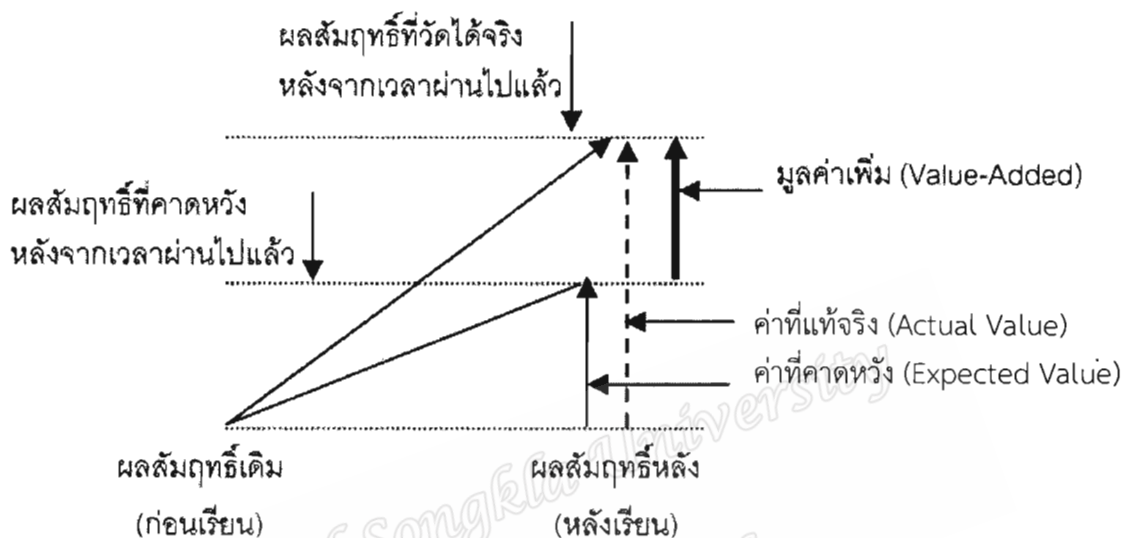 ผลสัมฤทธิ์ที่วัดได้จริง
หลังจากเวลาผ่านไปแล้ว
มูลค่าเพิ่ม (Value-Added)
ผลสัมฤทธิ์ที่คาดหวัง
หลังจากเวลาผ่านไปแล้ว
ค่าที่แท้จริง (Actual Value)
ค่าที่คาดหวัง (Expected Value)
ผลสัมฤทธิ์เดิม
(ก่อนเรียน)
ผลสัมฤทธิ์หลัง
(หลังเรียน)
Songkla University